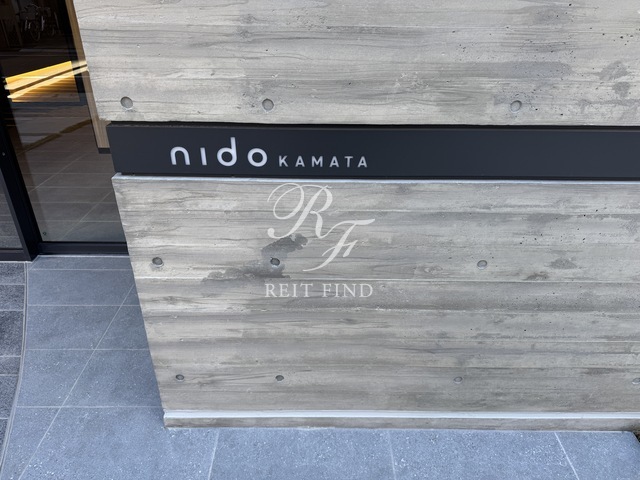 nido KAMATA
RF
REIT FIND